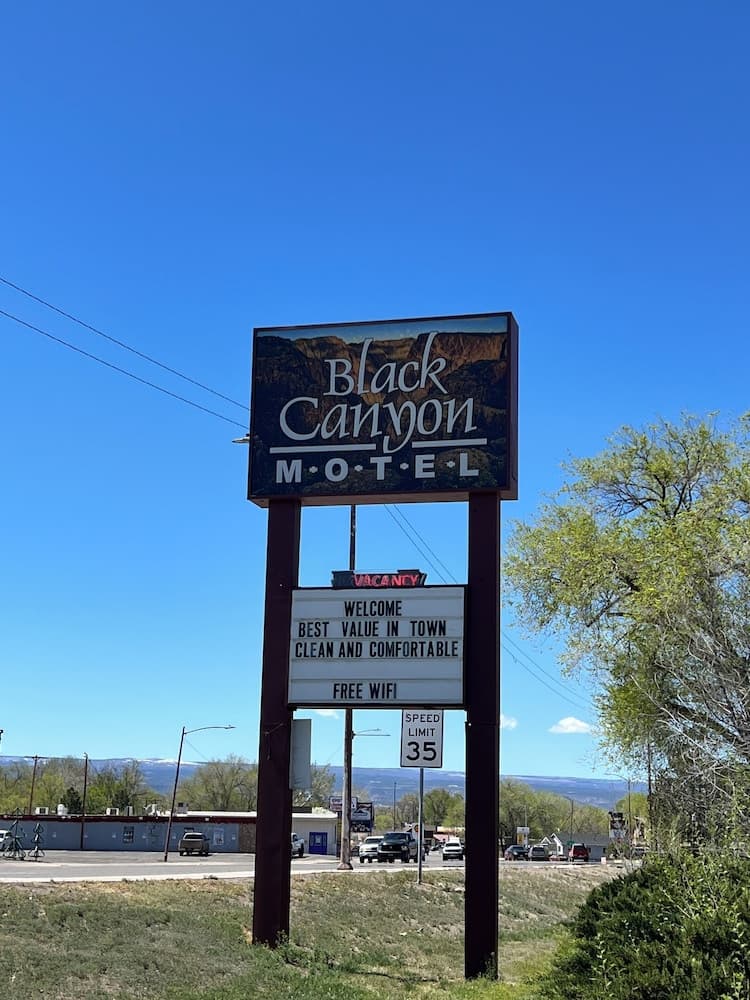 Black
Canyon
M•O•T•E•L
VACANCY
WELCOME
BEST VALUE IN TOWN
CLEAN AND COMFORTABLE
FREE WIFI
SPEED
LIMIT
35